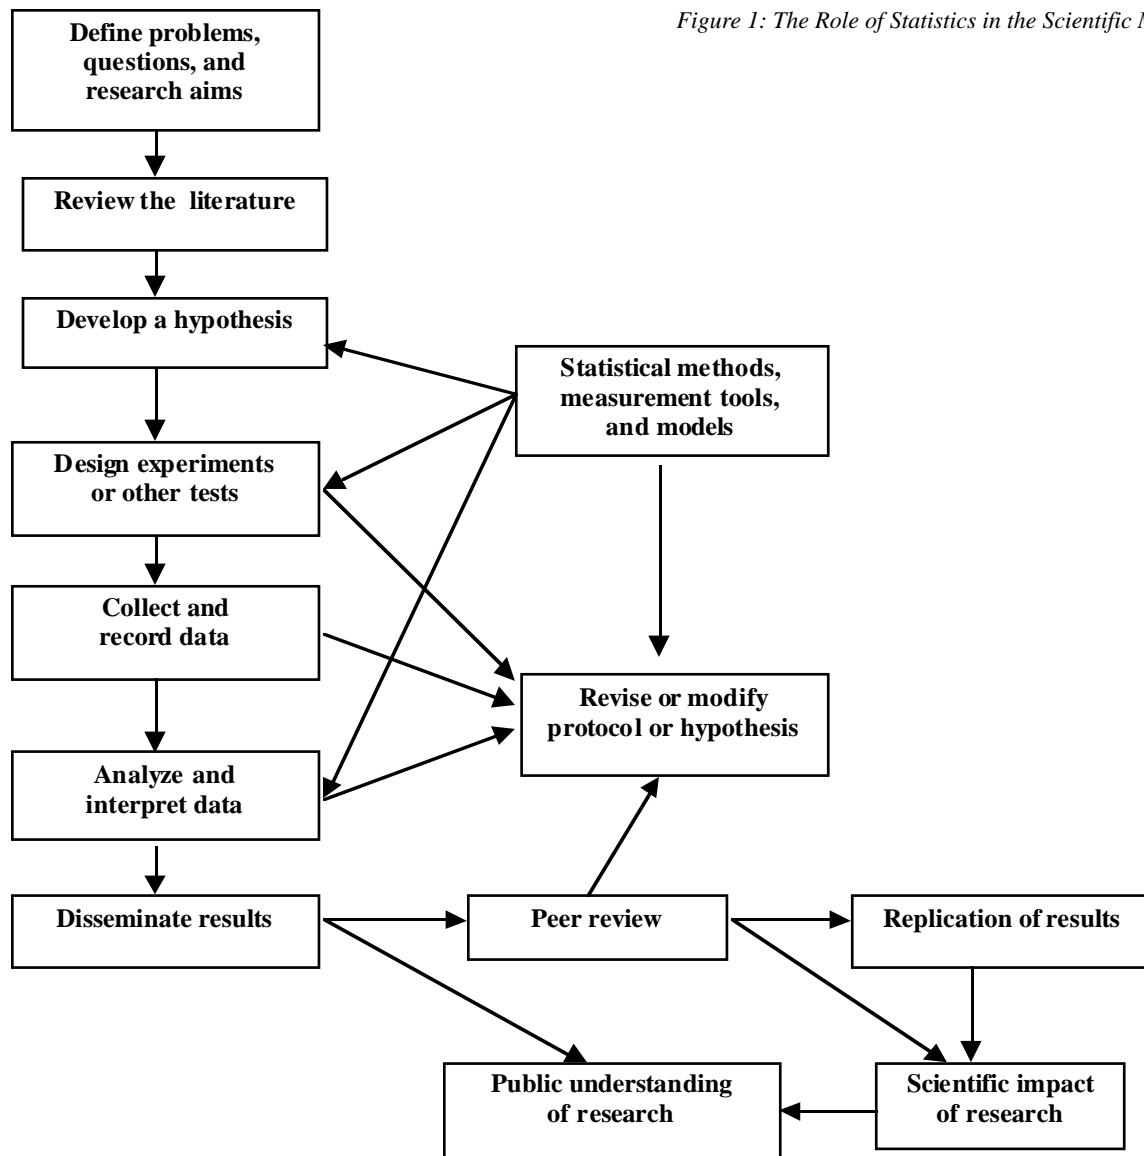 Figure 1: The Role of Statistics in the Scientific
Define problems,
questions, and
research aims
Review the literature
Develop a hypothesis
Statistical methods,
measurement tools,
and models
Design experiments
or other tests
Collect and
record data
Revise or modify
protocol or hypothesis
Analyze and
interpret data
Disseminate results
Peer review
Replication of results
Public understanding
of research
Scientific impact
of research